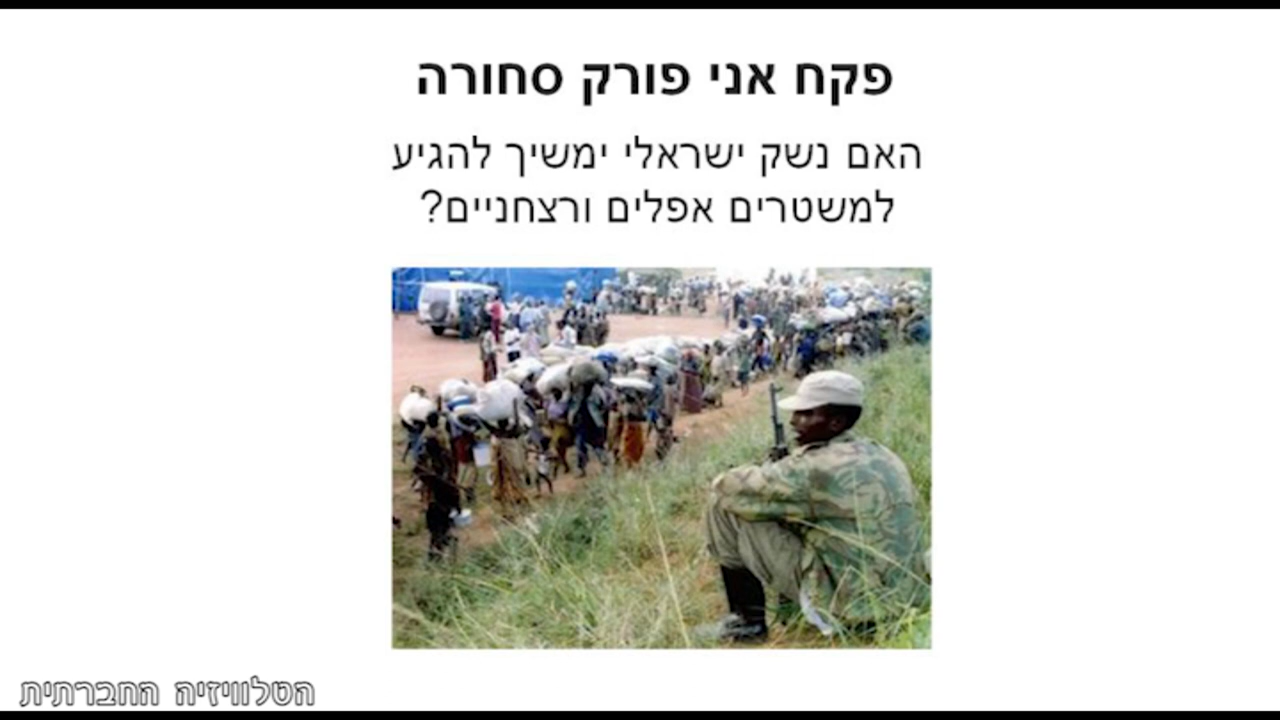 פקח אני פורק סחורה
האם נשק ישראלי ימשיך להגיע
למשטרים אפלים ורצחניים?
הטלוויזיה החברתית